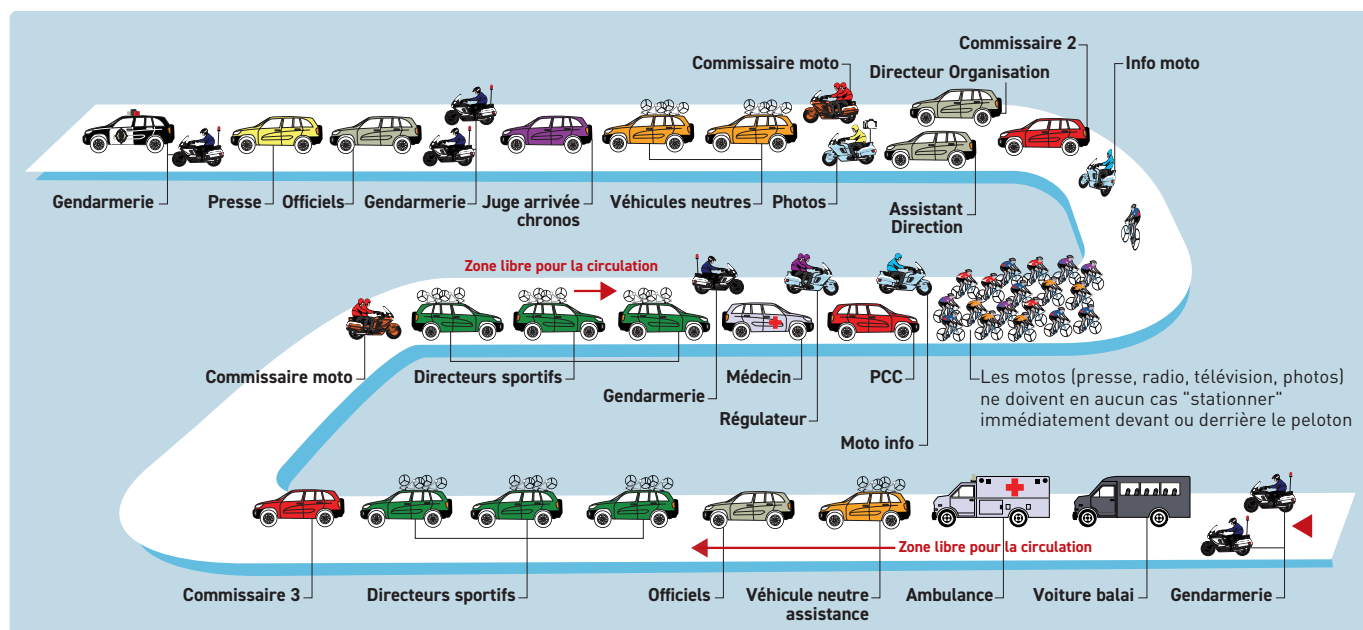 Commissaire 2
Commissaire moto
Directeur Organisation
Info moto
Gendarmerie
Presse
Officiels
Gendarmerie
Juge arrivée
chronos
Véhicules neutres
Photos
Assistant
Direction
Zone libre pour la circulation
Commissaire moto
Directeurs sportifs
Gendarmerie
Médecin
Régulateur
PCC
Moto info
Les motos (presse, radio, télévision, photos)
ne doivent en aucun cas "stationner"
immédiatement devant ou derrière le peloton
Zone libre pour la circulation
Commissaire 3
Directeurs sportifs
Officiels
Véhicule neutre
assistance
Ambulance
Voiture balai
Gendarmerie